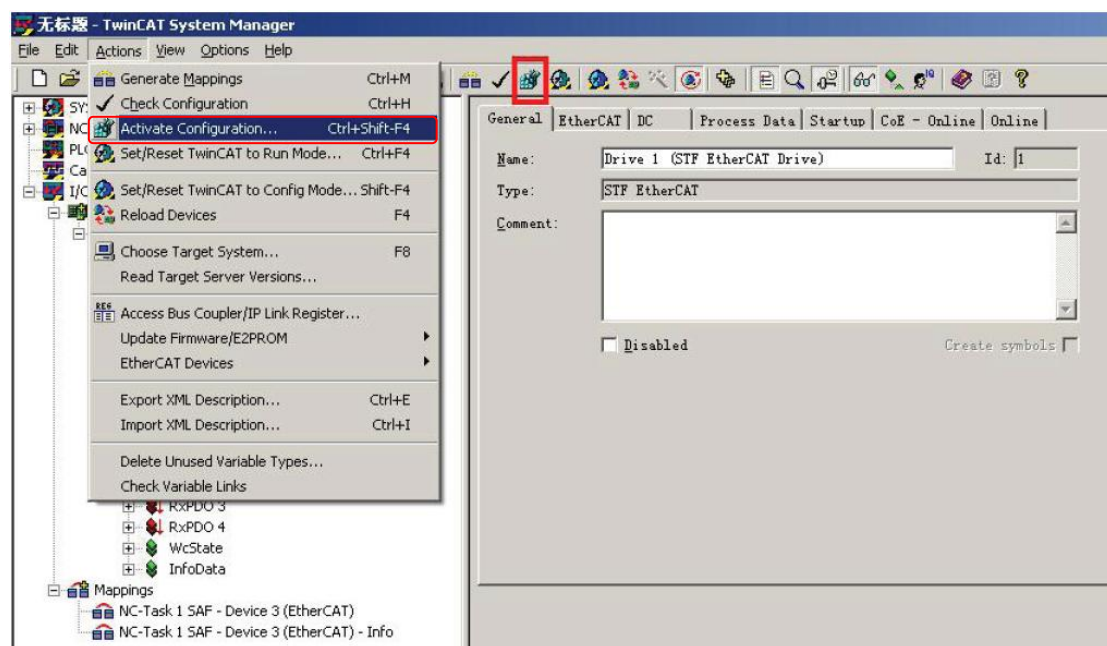 无标题 - TwinCAT System Manager
File Edit Actions View Options Help
Generate Mappings Ctrl+M
Check Configuration Ctrl+H
Activate Configuration... Ctrl+Shift-F4
Set/Reset TwinCAT to Run Mode... Ctrl+F4
Set/Reset TwinCAT to Config Mode... Shift-F4
Reload Devices F4
Choose Target System... F8
Read Target Server Versions...
Access Bus Coupler/IP Link Register...
Update Firmware/E2PROM
EtherCAT Devices
Export XML Description... Ctrl+E
Import XML Description... Ctrl+I
Delete Unused Variable Types...
Check Variable Links
RxPDO 3
RxPDO 4
WcState
InfoData
Mappings
NC-Task 1 SAF - Device 3 (EtherCAT)
NC-Task 1 SAF - Device 3 (EtherCAT) - Info
General EtherCAT DC Process Data Startup CoE - Online Online
Name: Drive 1 (STF EtherCAT Drive) Id: 1
Type: STF EtherCAT
Comment:
Disabled Create symbols